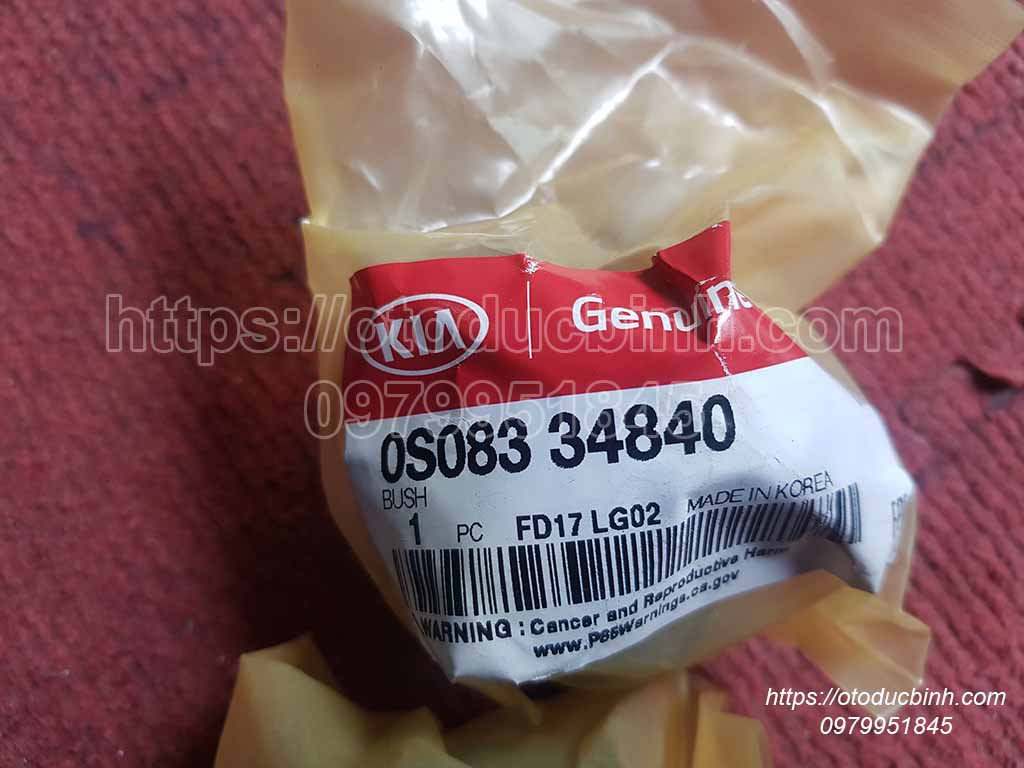 KIA Genuine
https://otoducbinh.com
0979951845
0S083 34840
BUSH
1 PC FD17 LG02 MADE IN KOREA
WARNING : Cancer and Reproductive Harm
www.P65Warnings.ca.gov
https://otoducbinh.com
0979951845